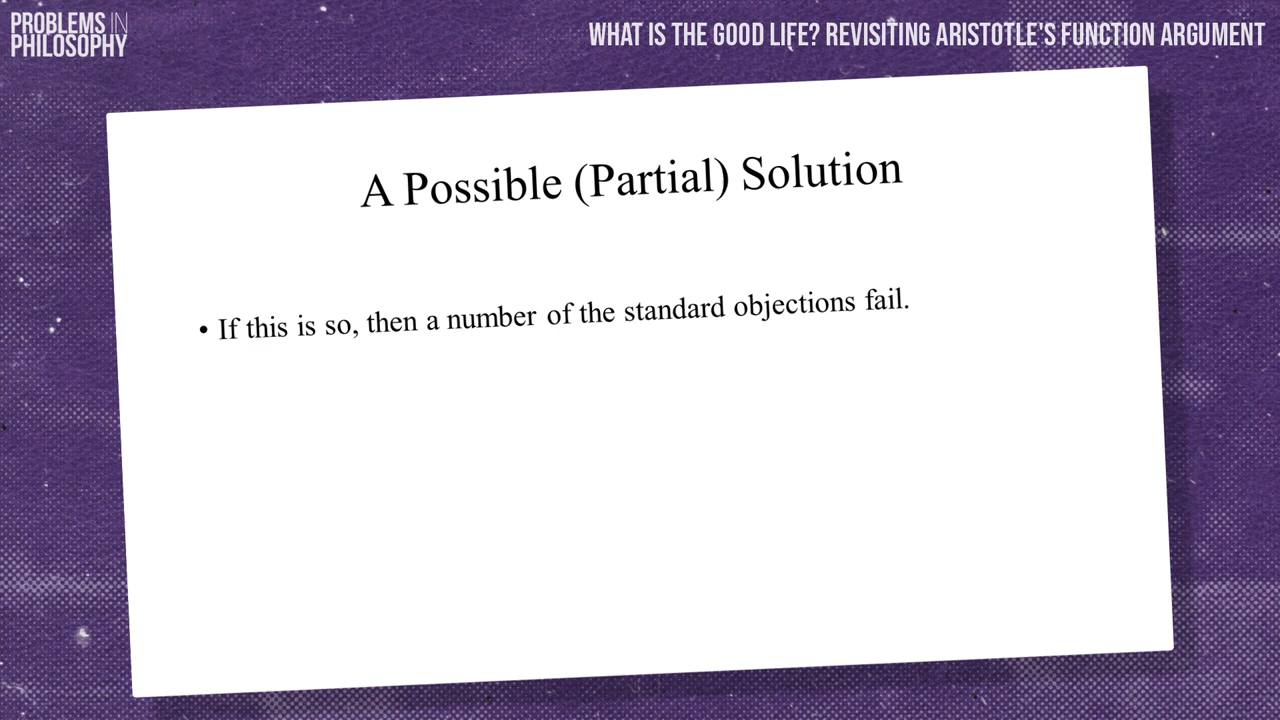 PROBLEMS IN
PHILOSOPHY
WHAT IS THE GOOD LIFE? REVISITING ARISTOTLE'S FUNCTION ARGUMENT
A Possible (Partial) Solution
• If this is so, then a number of the standard objections fail.